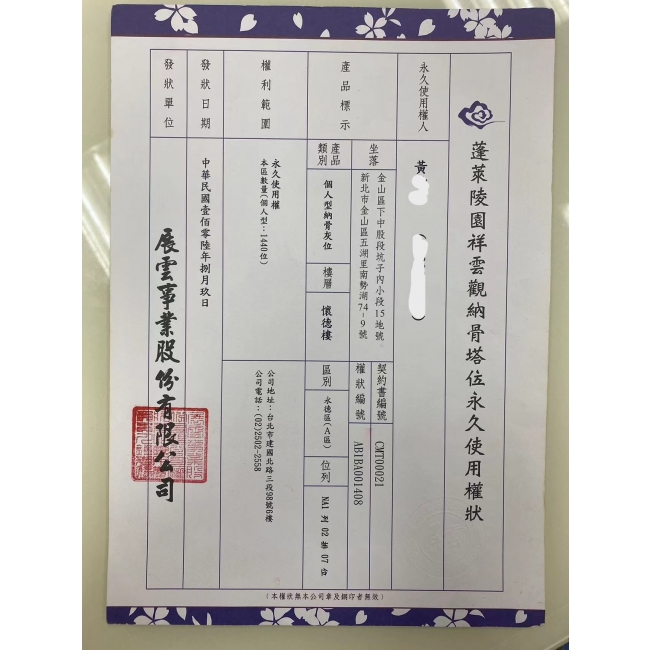 蓬萊陵園祥雲觀納骨塔位永久使用權狀
永久使用權人
黃
產品標示
坐落
金山區下中股段坑子內小段15地號
新北市金山區五湖里南勢湖74-9號
契約書編號
CMT00021
權狀編號
AB1BA001408
產品類別
個人型納骨灰位
樓層
懷德樓
區別
永德區(A區)
位列
NA1 列 02 排 07 位
權利範圍
永久使用權
本區數量(個人型:1440位)
公司地址:台北市建國北路三段98號6樓
公司電話:(02)2502-2558
發狀日期
中華民國壹佰零陸年捌月玖日
發狀單位
展雲事業股份有限公司
(本權狀無本公司章及鋼印者無效)